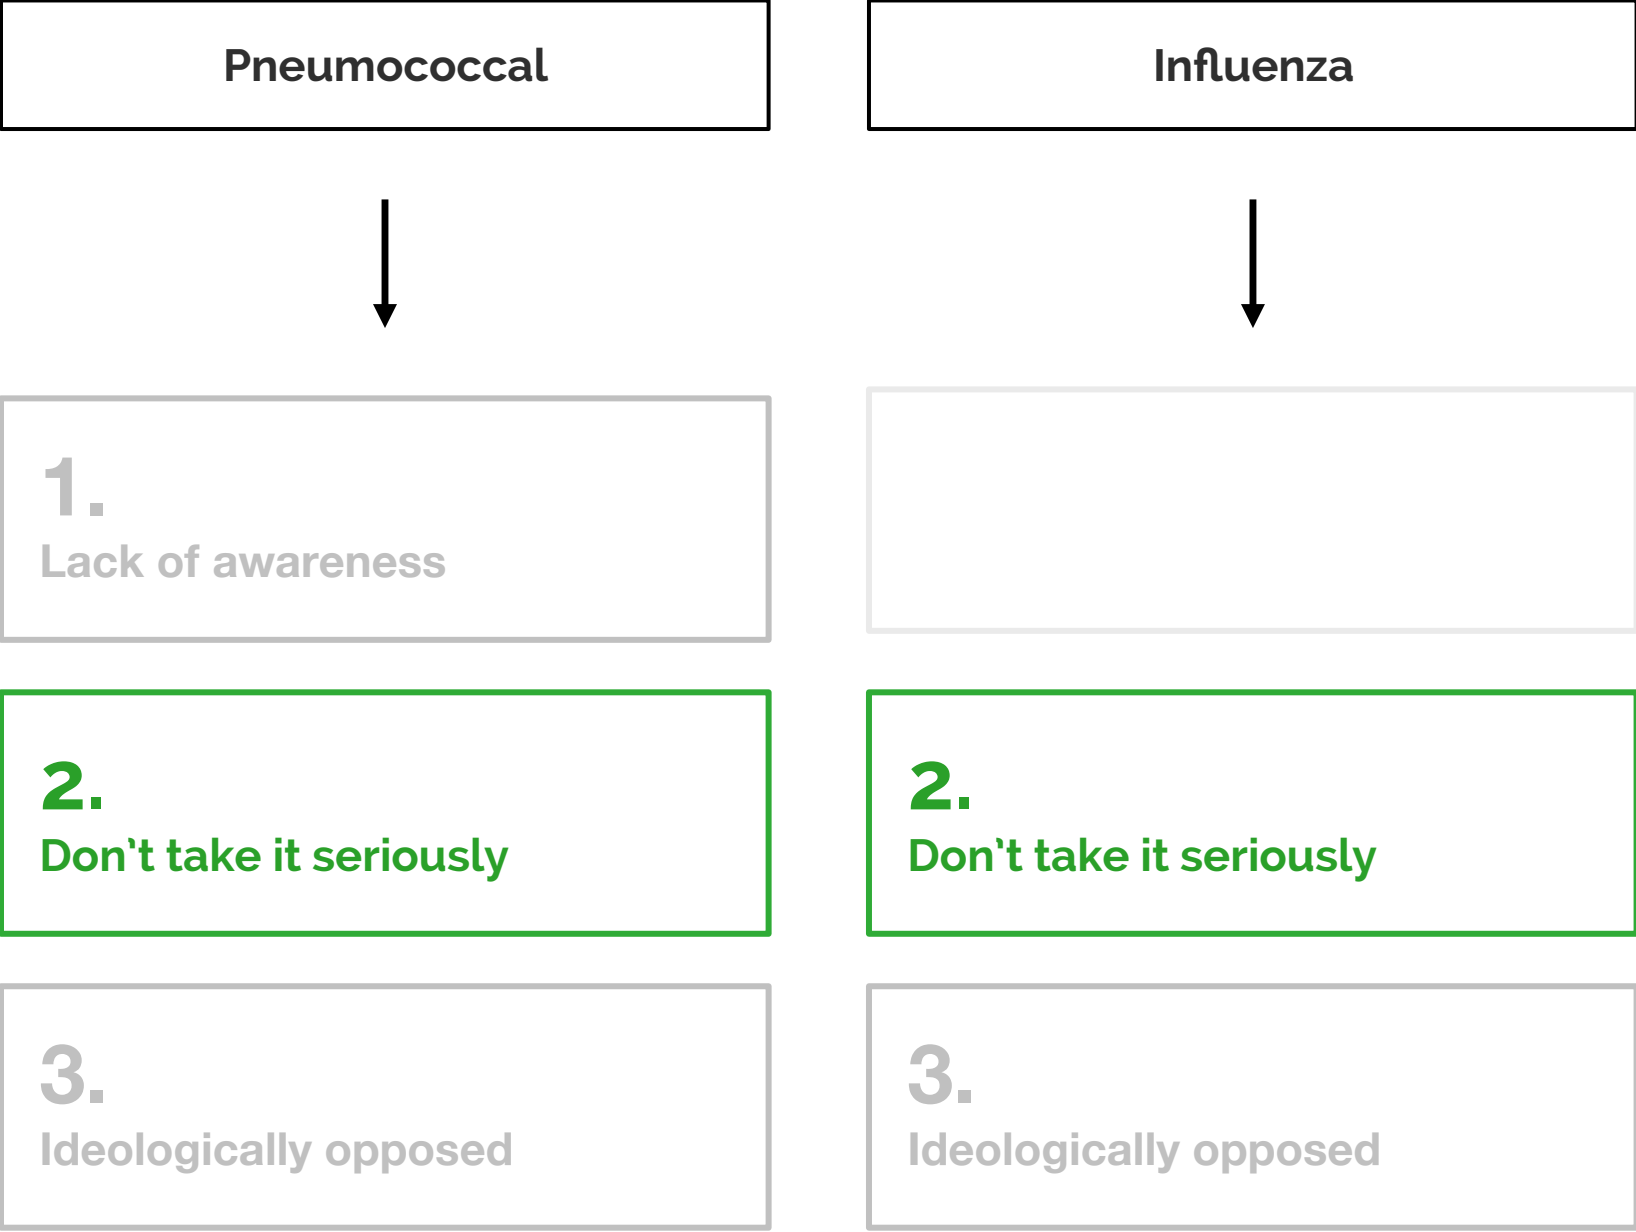 Pneumococcal
Influenza
1.
Lack of awareness
2.
Don’t take it seriously
2.
Don’t take it seriously
3.
Ideologically opposed
3.
Ideologically opposed